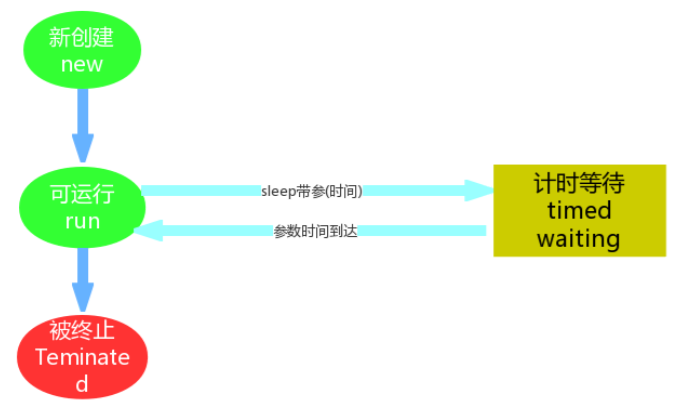 新创建
new
可运行
run
sleep带参(时间)
参数时间到达
计时等待
timed
waiting
被终止
Teminate
d